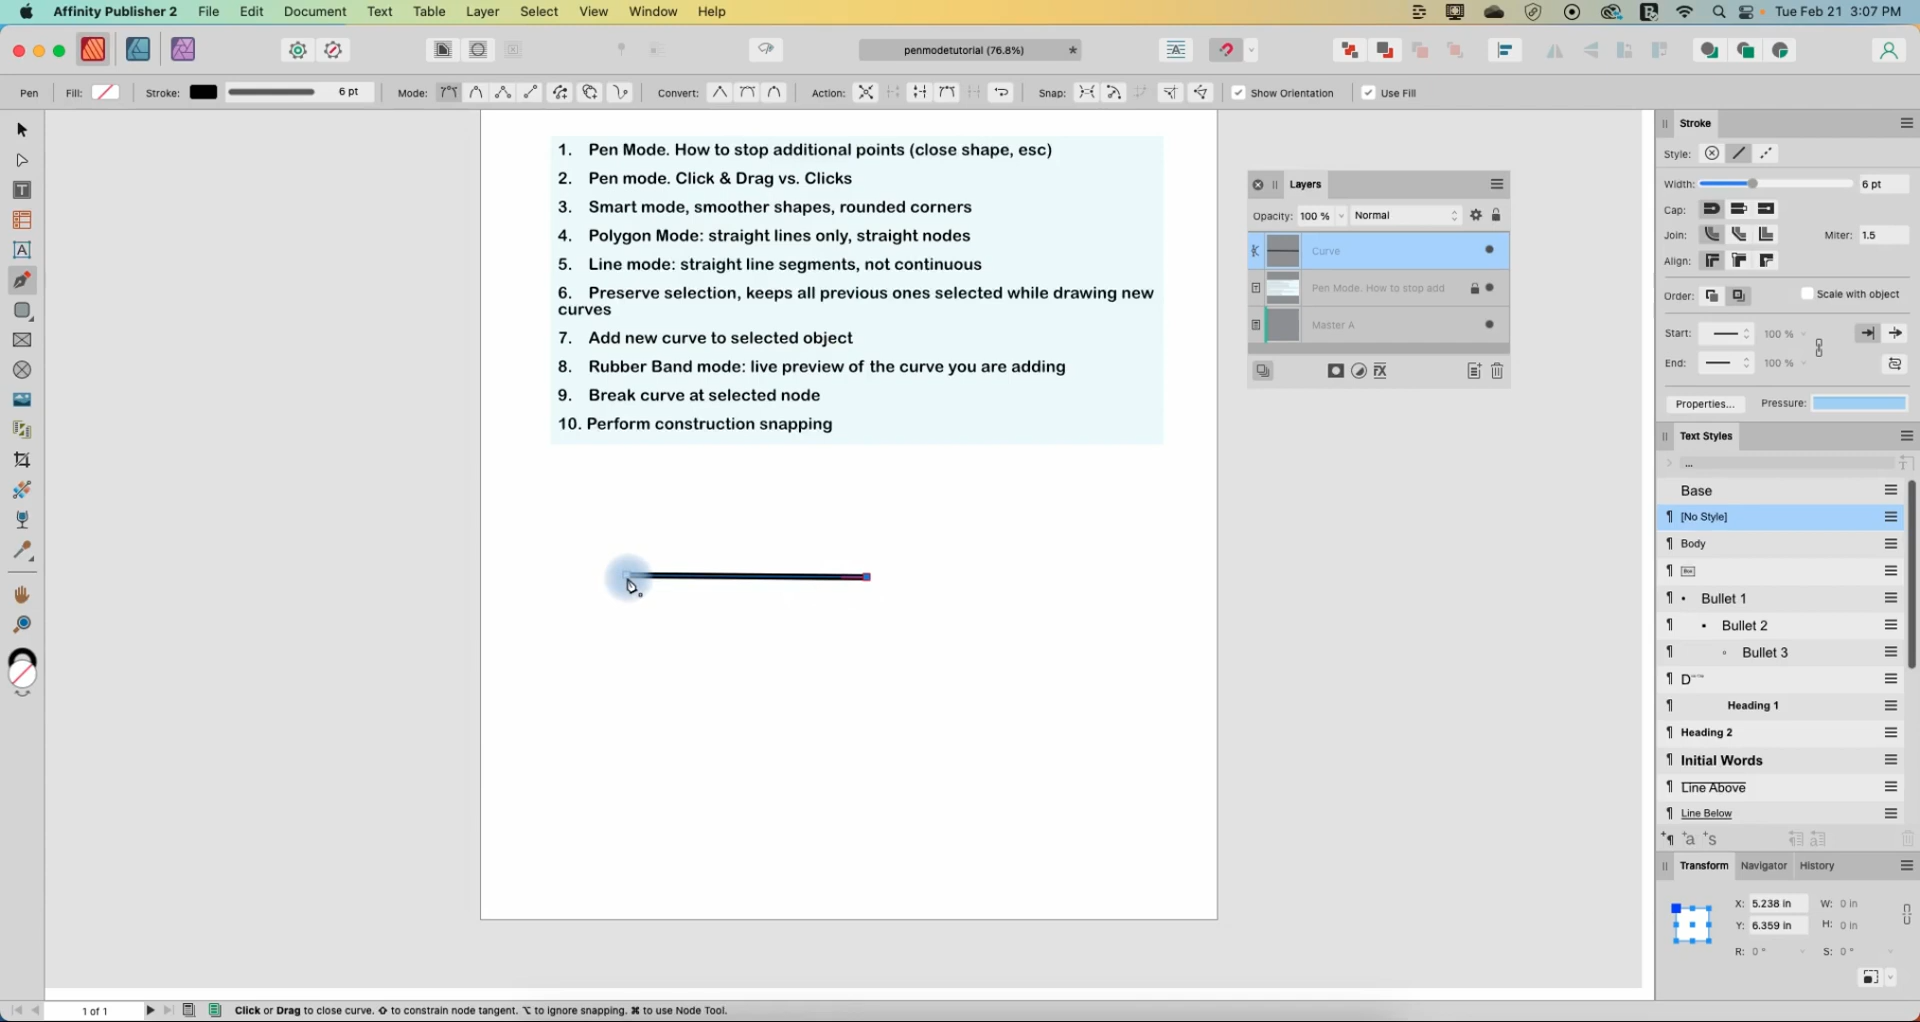 Affinity Publisher 2 File Edit Document Text Table Layer Select View Window Help Tue Feb 21 3:07 PM
penmodetutorial (76.8%) *
Pen Fill: Stroke: 6 pt Mode: Convert: Action: Snap: Show Orientation Use Fill
1. Pen Mode. How to stop additional points (close shape, esc)
2. Pen mode. Click & Drag vs. Clicks
3. Smart mode, smoother shapes, rounded corners
4. Polygon Mode: straight lines only, straight nodes
5. Line mode: straight line segments, not continuous
6. Preserve selection, keeps all previous ones selected while drawing new
curves
7. Add new curve to selected object
8. Rubber Band mode: live preview of the curve you are adding
9. Break curve at selected node
10. Perform construction snapping
Layers
Opacity: 100 % Normal
Curve
Pen Mode. How to stop add
Master A
Stroke
Style:
Width: 6 pt
Cap:
Join: Miter: 1.5
Align:
Order: Scale with object
Start: 100 %
End: 100 %
Properties... Pressure:
Text Styles
...
Base
[No Style]
Body
• Bullet 1
• Bullet 2
Bullet 3
Heading 1
Heading 2
Initial Words
Line Above
Line Below
Transform Navigator History
X: 5.238 in W: 0 in
Y: 6.359 in H: 0 in
R: 0 ° S: 0 °
1 of 1 Click or Drag to close curve. ⇧ to constrain node tangent. ⌥ to ignore snapping. ⌘ to use Node Tool.